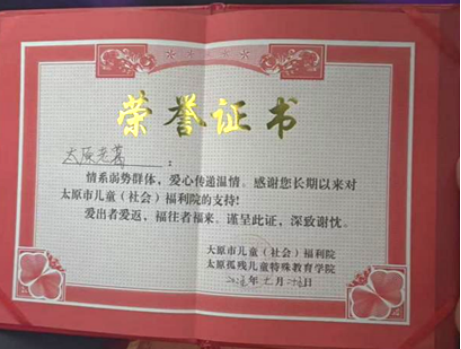 荣誉证书
太原老葛：
情系弱势群体，爱心传递温情。感谢您长期以来对
太原市儿童（社会）福利院的支持！
爱出者爱返，福往者福来。谨呈此证，深致谢忱。
太原市儿童（社会）福利院
太原孤残儿童特殊教育学院
年 月 日